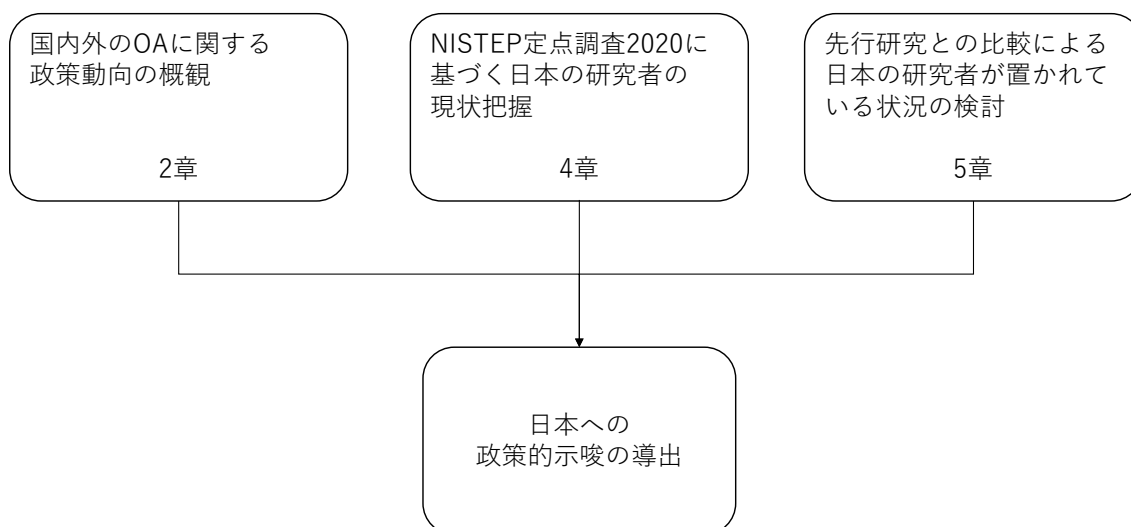 国内外のOAに関する
政策動向の概観
2章
NISTEP定点調査2020に
基づく日本の研究者の
現状把握
4章
先行研究との比較による
日本の研究者が置かれて
いる状況の検討
5章
日本への
政策的示唆の導出